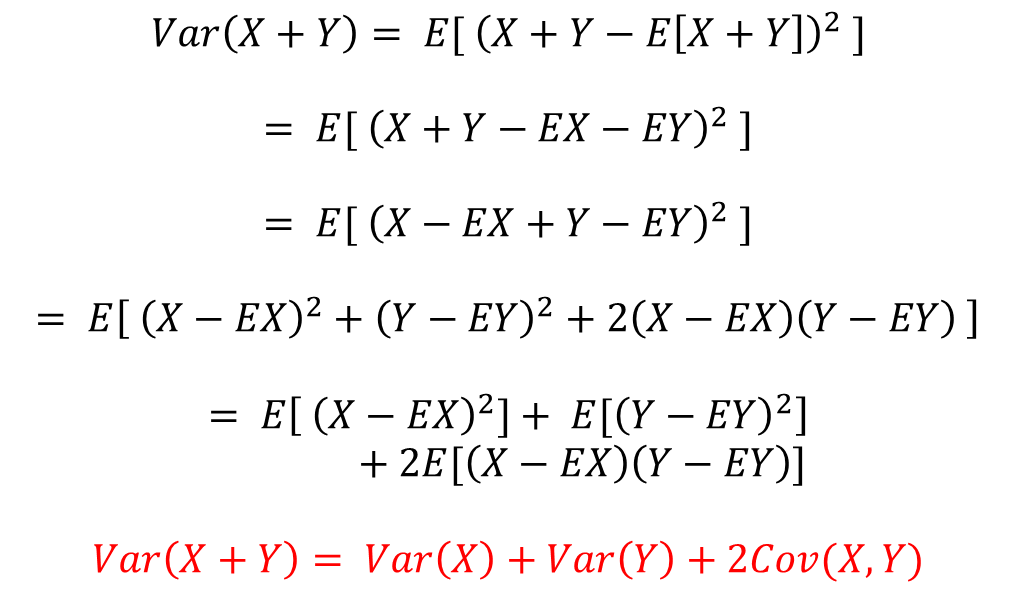 Var(X + Y) = E[ (X + Y − E[X + Y])² ]
= E[ (X + Y − EX − EY)² ]
= E[ (X − EX + Y − EY)² ]
= E[ (X − EX)² + (Y − EY)² + 2(X − EX)(Y − EY) ]
= E[ (X − EX)²] + E[(Y − EY)²]
+ 2E[(X − EX)(Y − EY)]
Var(X + Y) = Var(X) + Var(Y) + 2Cov(X, Y)